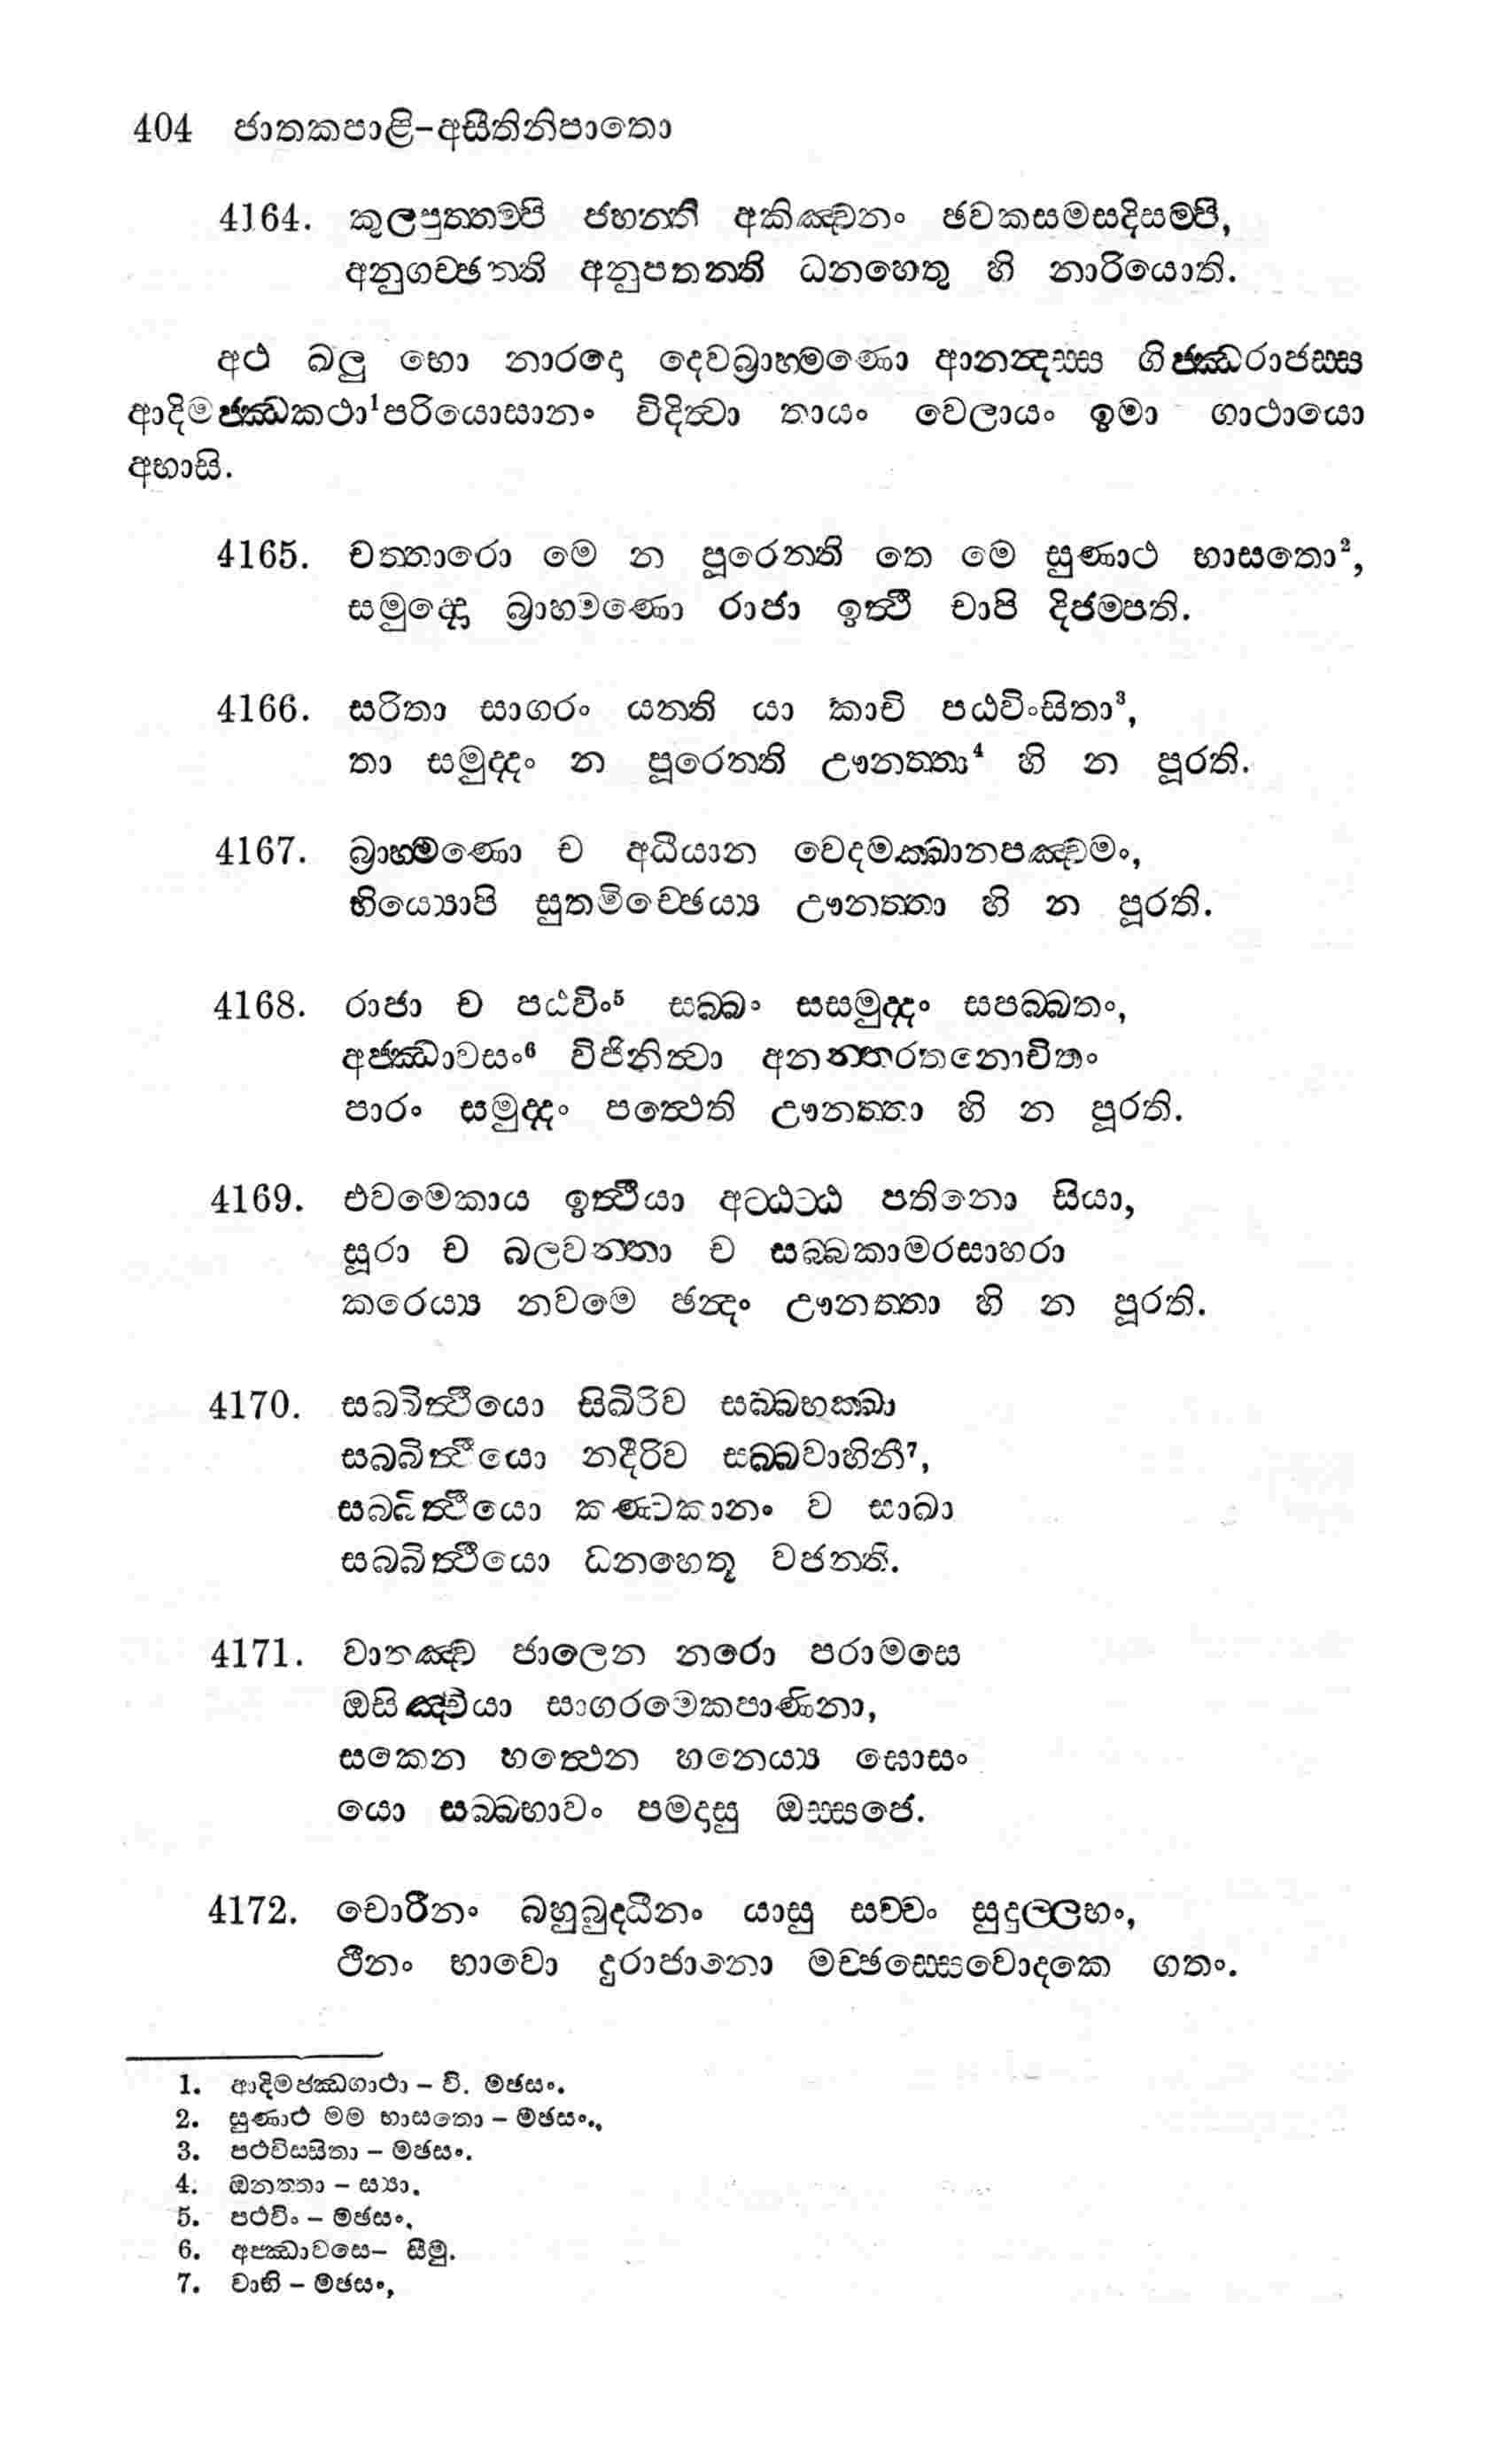 404 ජාතකපාළි-අසීතිනිපාතො
4164. කුලපුත්තම්පි ජහන්ති අකිඤ්චනං ඡවකසමසදිසම්පි,
අනුගච්ඡන්ති අනුපතන්ති ධනහෙතු හි නාරියොති.
අථ ඛලු භො නාරදො දෙවබ්‍රාහ්මණො ආනන්දස්ස ගිජ්ඣරාජස්ස
ආදිමජ්ඣකථා¹පරියොසානං විදිත්‍වා තායං වෙලායං ඉමා ගාථායො
අභාසි.
4165. චත්තාරො මෙ න පූරෙන්ති තෙ මෙ සුණාථ භාසතො²,
සමුද්දො බ්‍රාහ්මණො රාජා ඉත්‍ථි චාපි දිජම්පති.
4166. සරිතා සාගරං යන්ති යා කාචි පඨවිංසිතා³,
තා සමුද්දං න පූරෙන්ති ඌනත්තා⁴ හි න පූරති.
4167. බ්‍රාහ්මණො ච අධීයාන වෙදමක්ඛානපඤ්චමං,
භිය්‍යොපි සුතමිච්ඡෙය්‍ය ඌනත්තා හි න පූරති.
4168. රාජා ච පඨවිං⁵ සබ්බං සසමුද්දං සපබ්බතං,
අජ්ඣාවසං⁶ විජිනිත්‍වා අනන්තරතනොචිතං
පාරං සමුද්දං පත්‍ථෙති ඌනත්තා හි න පූරති.
4169. එවමෙකාය ඉත්‍ථියා අට්ඨට්ඨ පතිනො සියා,
සූරා ච බලවන්තා ච සබ්බකාමරසාහරා
කරෙය්‍ය නවමෙ ඡන්දං ඌනත්තා හි න පූරති.
4170. සබ්බිත්‍ථියො සිඛිරිව සබ්බභක්ඛා
සබ්බිත්‍ථියො නදීරිව සබ්බවාහිනී⁷,
සබ්බිත්‍ථියො කණ්ටකානං ව සාඛා
සබ්බිත්‍ථියො ධනහෙතූ වජන්ති.
4171. වාතඤ්ච ජාලෙන නරො පරාමසෙ
ඔසිඤ්චියා සාගරමෙකපාණිනා,
සකෙන හත්‍ථෙන හනෙය්‍ය ඝොසං
යො සබ්බභාවං පමදාසු ඔස්සජෙ.
4172. චොරීනං බහුබුද්ධීනං යාසු සච්චං සුදුල්ලභං,
ථීනං භාවො දුරාජානො මච්ඡස්සෙවොදකෙ ගතං.
1. ආදිමජ්ඣගාථා – වි. මඡසං.
2. සුණාථ මම භාසතො – මඡසං.,
3. පථවිස්සිතා – මඡසං.
4. ඔනත්තා – ස්‍යා.
5. පථවිං – මඡසං.
6. අජ්ඣාවසෙ– සීමු.
7. වාභි – මඡසං,